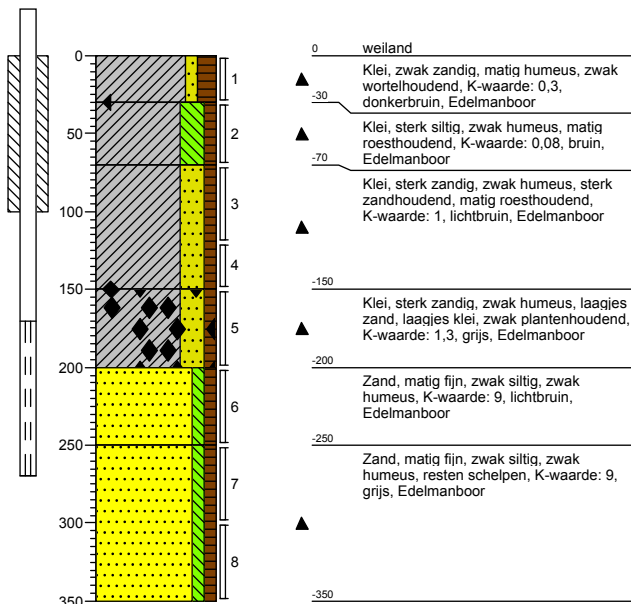 0
50
100
150
200
250
300
350
1
2
3
4
5
6
7
8
0
weiland
Klei, zwak zandig, matig humeus, zwak
wortelhoudend, K-waarde: 0,3,
donkerbruin, Edelmanboor
-30
Klei, sterk siltig, zwak humeus, matig
roesthoudend, K-waarde: 0,08, bruin,
Edelmanboor
-70
Klei, sterk zandig, zwak humeus, sterk
zandhoudend, matig roesthoudend,
K-waarde: 1, lichtbruin, Edelmanboor
-150
Klei, sterk zandig, zwak humeus, laagjes
zand, laagjes klei, zwak plantenhoudend,
K-waarde: 1,3, grijs, Edelmanboor
-200
Zand, matig fijn, zwak siltig, zwak
humeus, K-waarde: 9, lichtbruin,
Edelmanboor
-250
Zand, matig fijn, zwak siltig, zwak
humeus, resten schelpen, K-waarde: 9,
grijs, Edelmanboor
-350